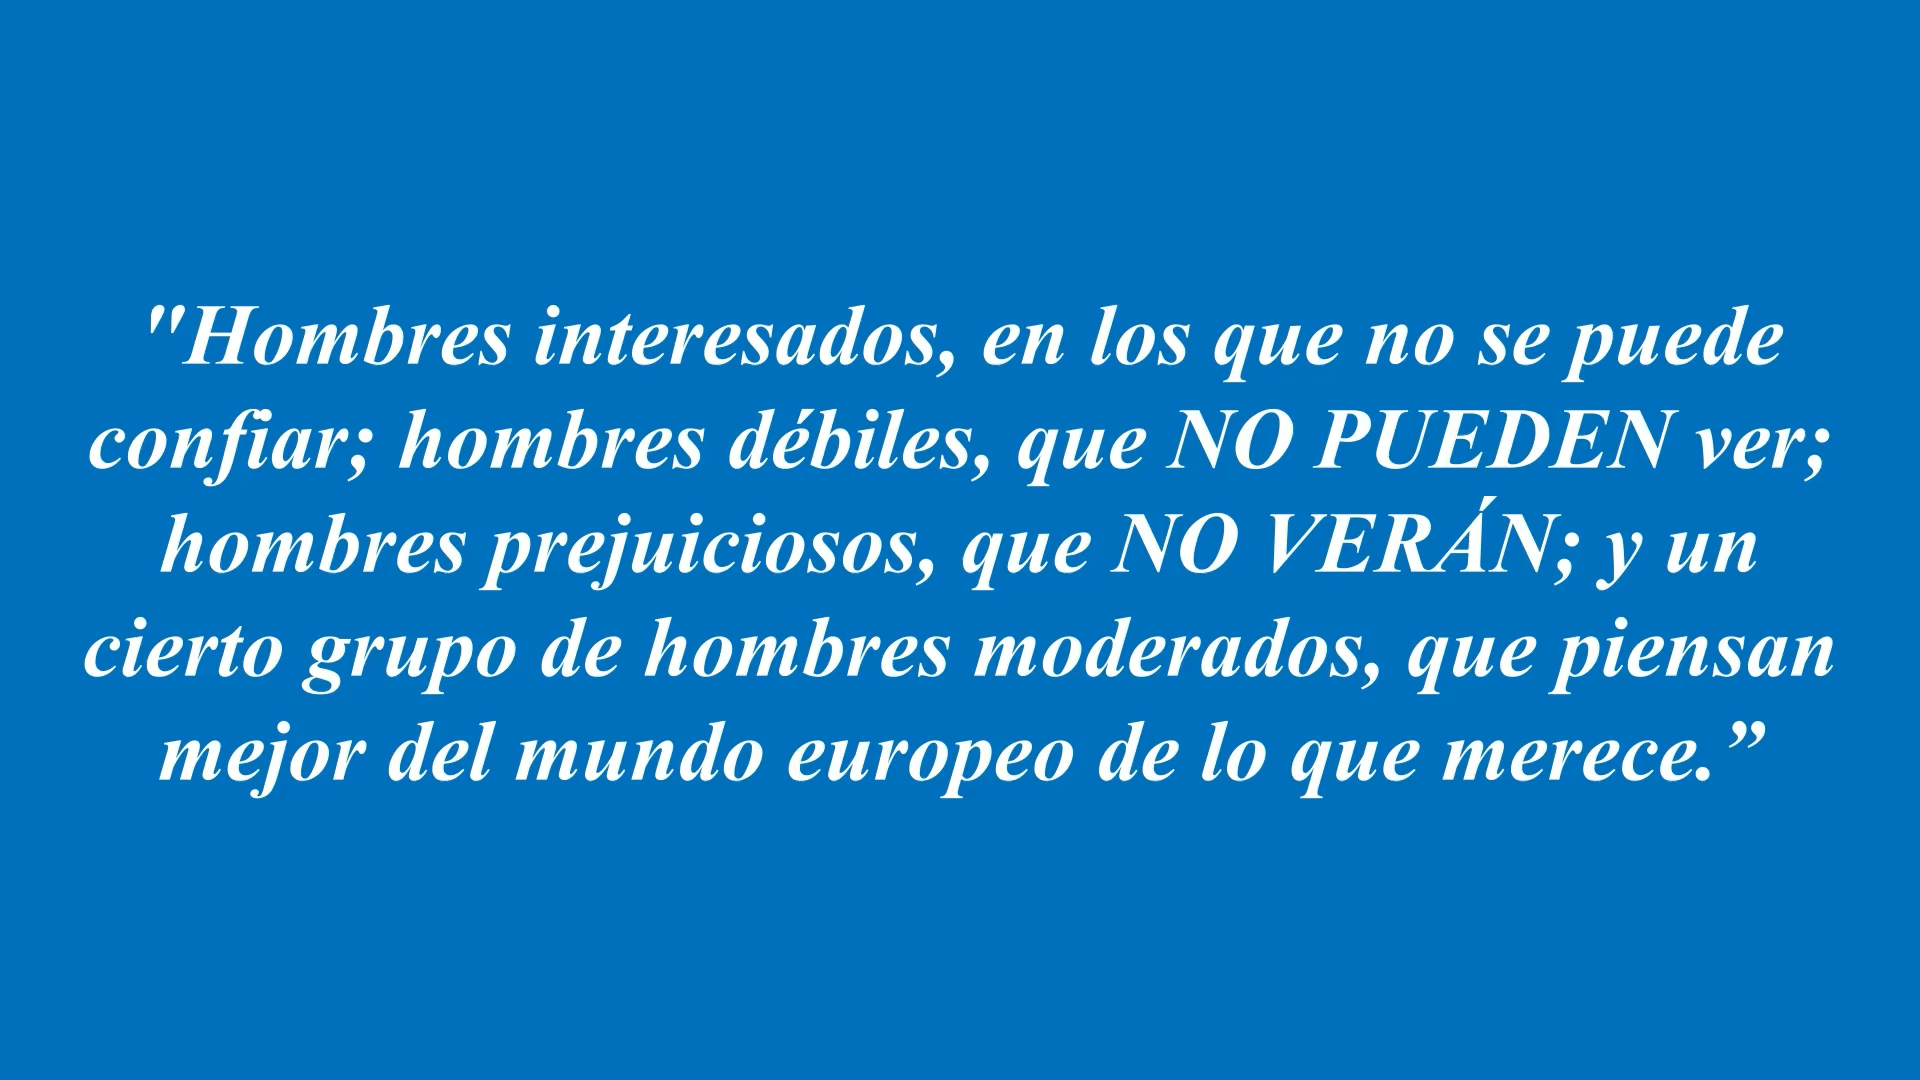 "Hombres interesados, en los que no se puede
confiar; hombres débiles, que NO PUEDEN ver;
hombres prejuiciosos, que NO VERÁN; y un
cierto grupo de hombres moderados, que piensan
mejor del mundo europeo de lo que merece.”